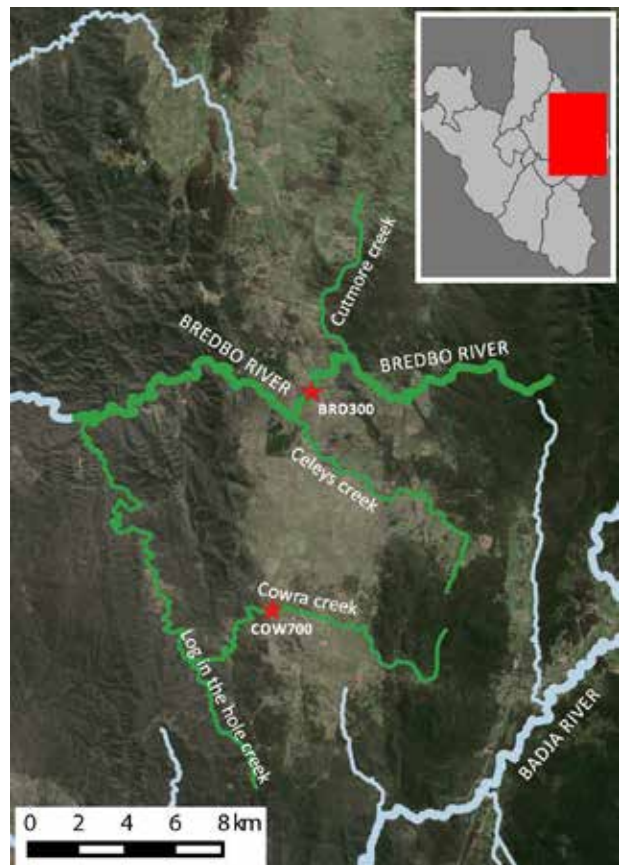 Cutmore creek
BREDBO RIVER
BREDBO RIVER
BRD300
Celeys creek
Cowra creek
COW700
Log in the hole creek
BADJA RIVER
0 2 4 6 8 km